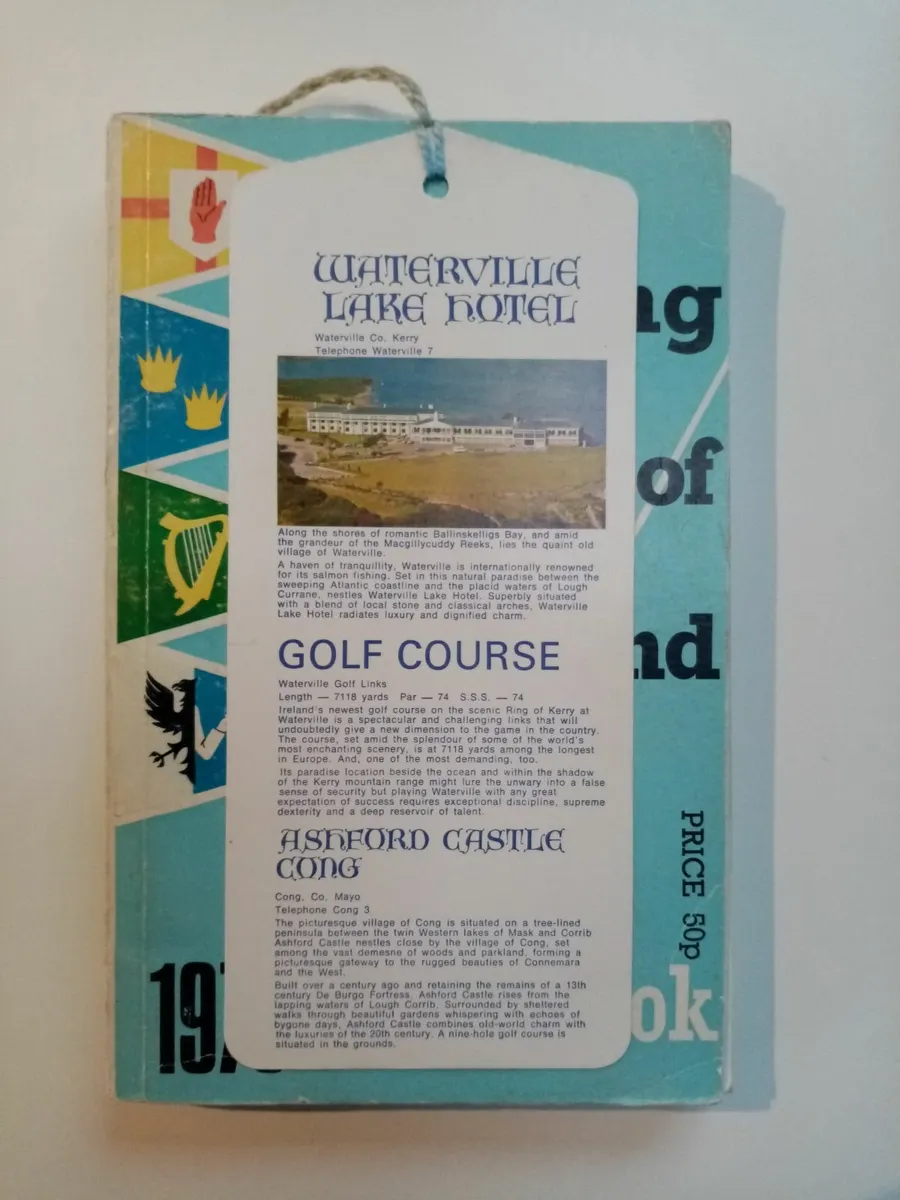 WATERVILLE
LAKE HOTEL
Waterville Co. Kerry
Telephone Waterville 7
Along the shores of romantic Ballinskelligs Bay, and amid
the grandeur of the Macgillycuddy Reeks, lies the quaint old
village of Waterville.
A haven of tranquillity, Waterville is internationally renowned
for its salmon fishing. Set in this natural paradise between the
sweeping Atlantic coastline and the placid waters of Lough
Currane, nestles Waterville Lake Hotel. Superbly situated
with a blend of local stone and classical arches, Waterville
Lake Hotel radiates luxury and dignified charm.
GOLF COURSE
Waterville Golf Links
Length — 7118 yards Par — 74 S.S.S. — 74
Ireland's newest golf course on the scenic Ring of Kerry at
Waterville is a spectacular and challenging links that will
undoubtedly give a new dimension to the game in the country.
The course, set amid the splendour of some of the world's
most enchanting scenery, is at 7118 yards among the longest
in Europe. And, one of the most demanding, too.
Its paradise location beside the ocean and within the shadow
of the Kerry mountain range might lure the unwary into a false
sense of security but playing Waterville with any great
expectation of success requires exceptional discipline, supreme
dexterity and a deep reservoir of talent.
ASHFORD CASTLE
CONG
Cong, Co. Mayo
Telephone Cong 3
The picturesque village of Cong is situated on a tree-lined
peninsula between the twin Western lakes of Mask and Corrib
Ashford Castle nestles close by the village of Cong, set
among the vast demesne of woods and parkland, forming a
picturesque gateway to the rugged beauties of Connemara
and the West.
Built over a century ago and retaining the remains of a 13th
century De Burgo Fortress, Ashford Castle rises from the
lapping waters of Lough Corrib. Surrounded by sheltered
walks through beautiful gardens whispering with echoes of
bygone days, Ashford Castle combines old-world charm with
the luxuries of the 20th century. A nine-hole golf course is
situated in the grounds.
ng
of
nd
PRICE 50p
ok
197